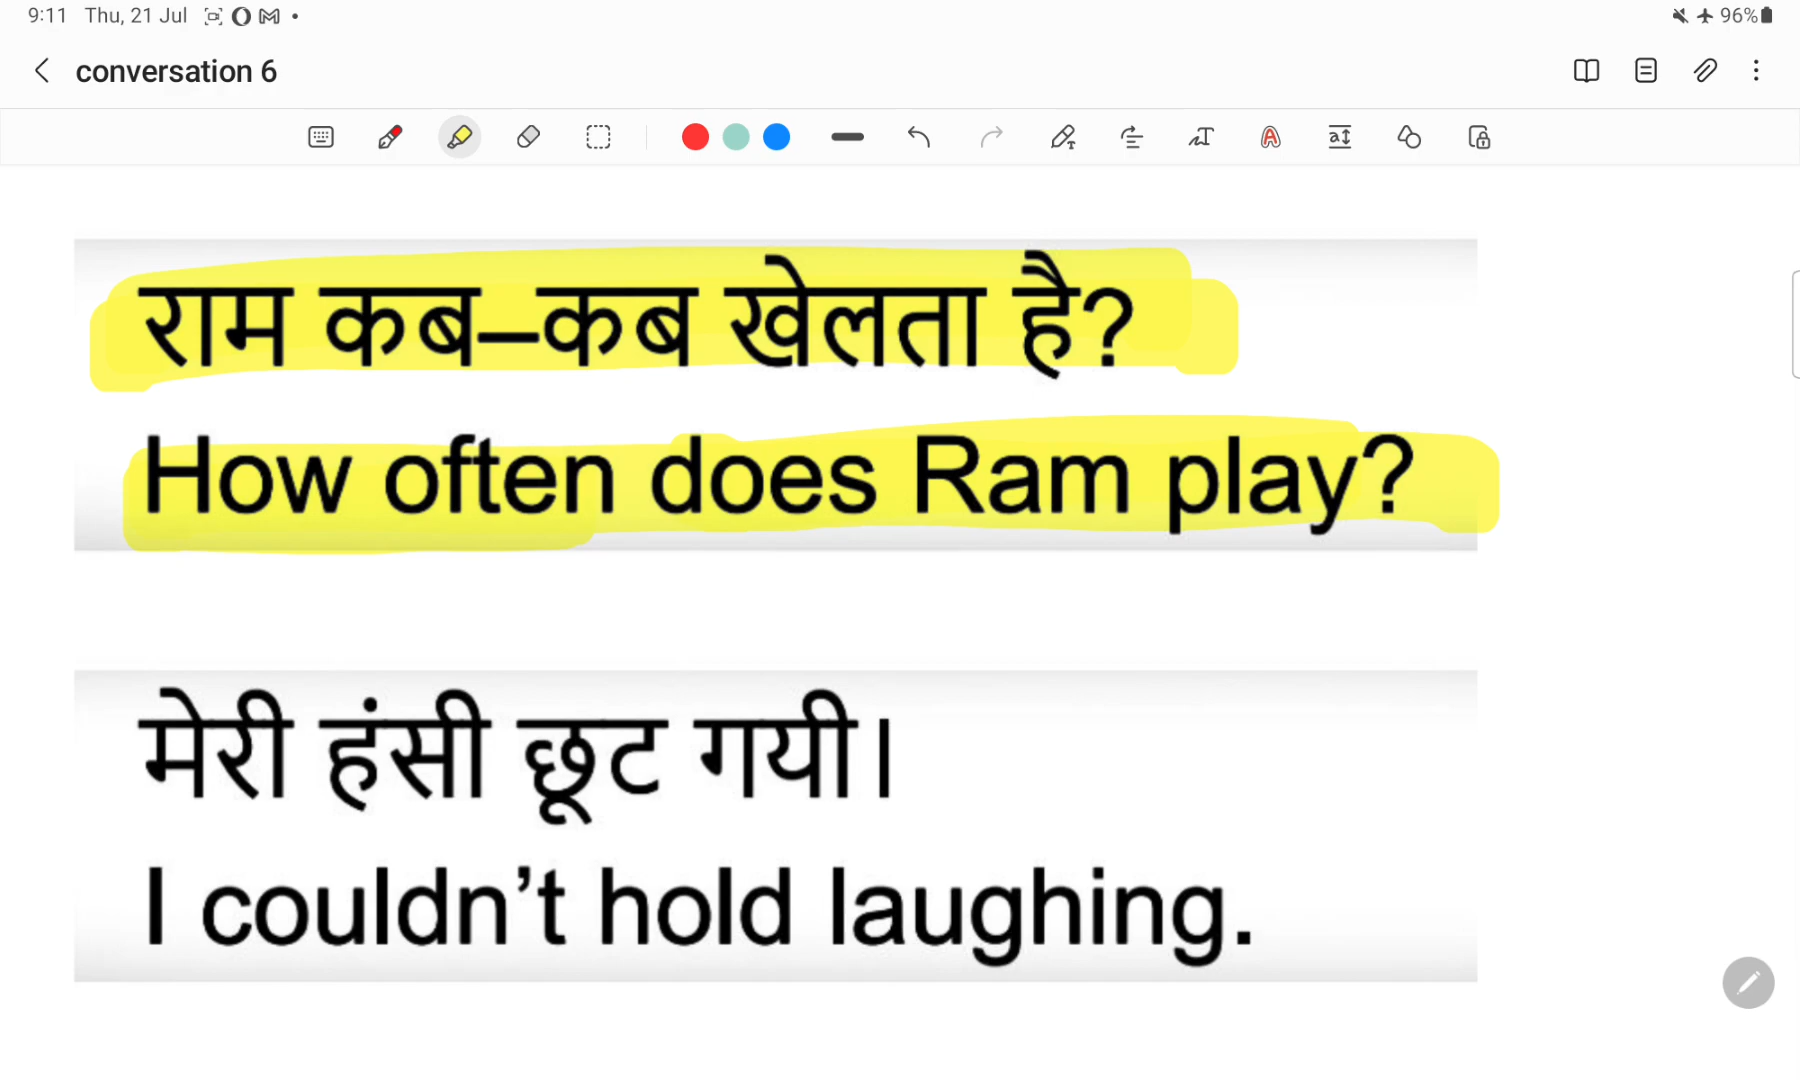 9:11 Thu, 21 Jul 96%
conversation 6
राम कब–कब खेलता है?
How often does Ram play?
मेरी हंसी छूट गयी।
I couldn’t hold laughing.